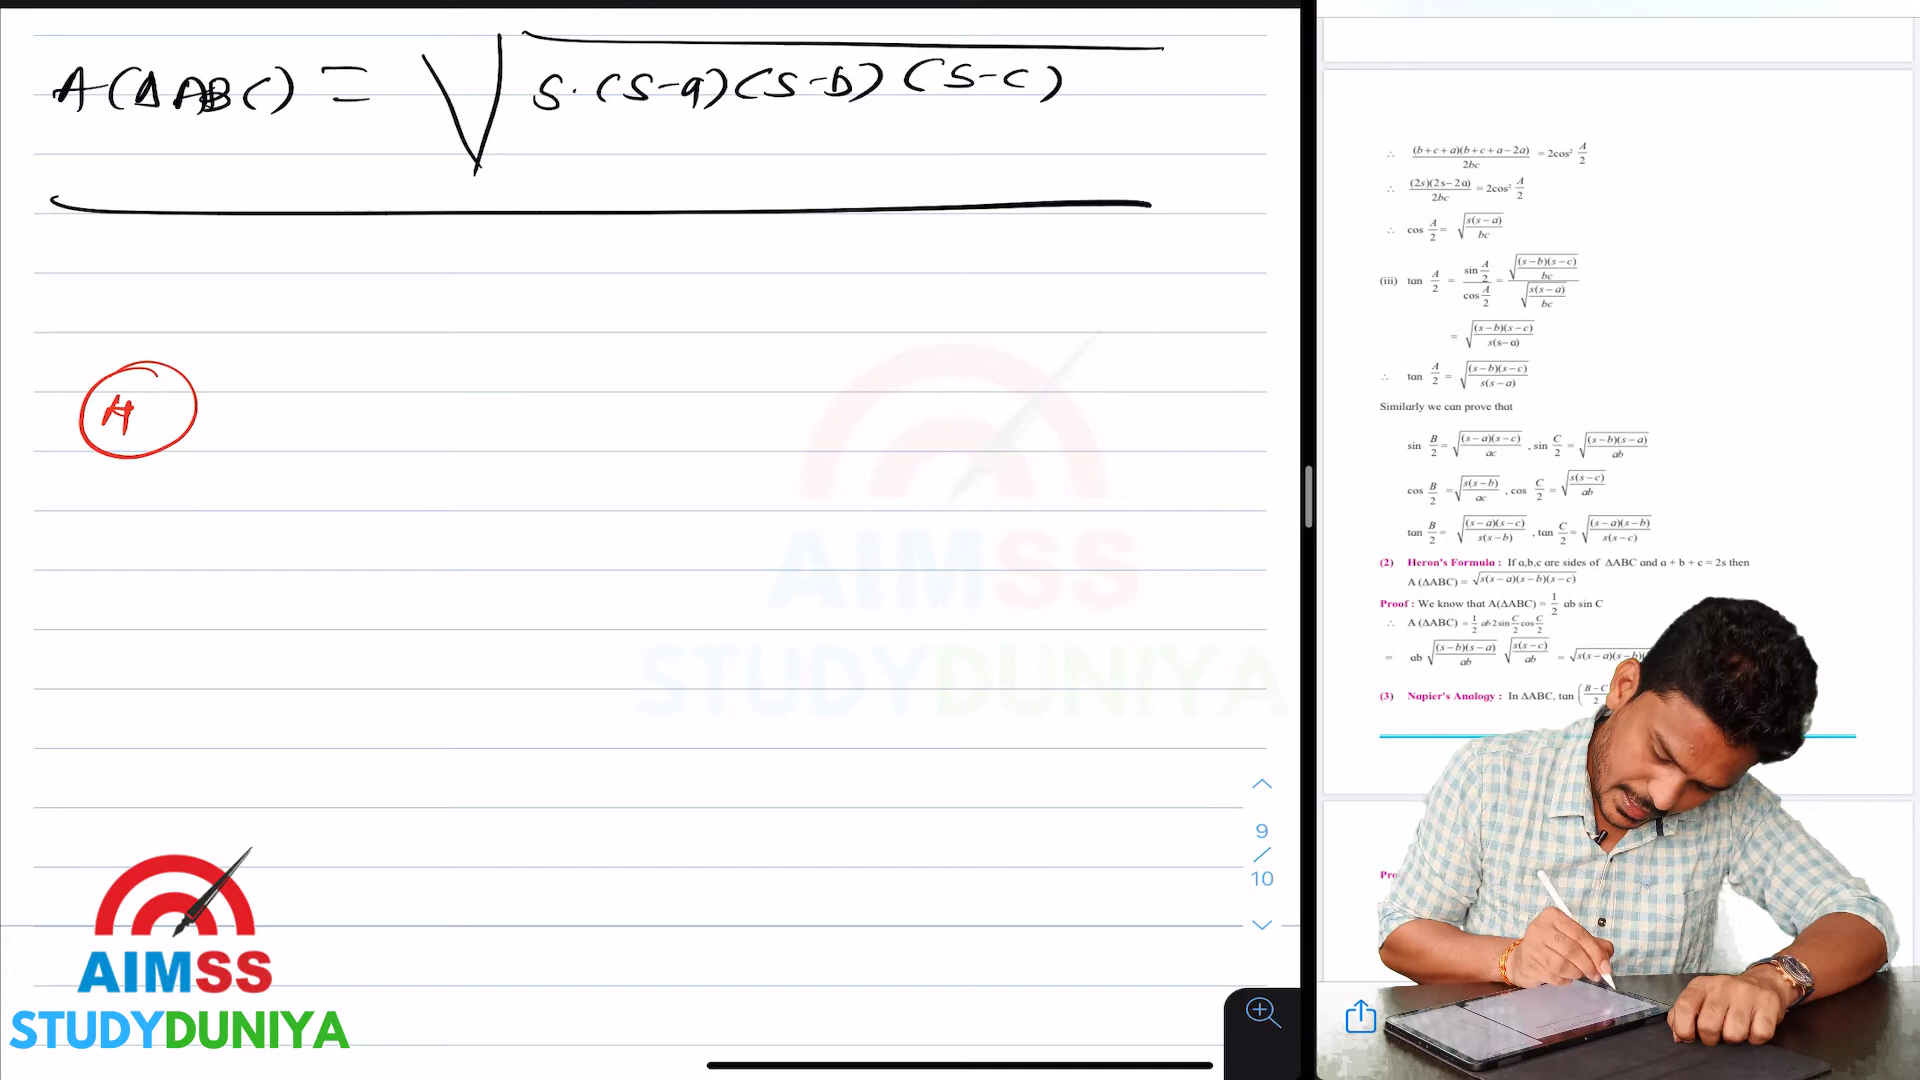 A(ΔABC) = √s.(s-a)(s-b)(s-c)
A
AIMSS
STUDYDUNIYA
9
/
10
AIMSS
STUDYDUNIYA
∴ (b+c+a)(b+c+a-2a)/2bc = 2cos² A/2
∴ (2s)(2s-2a)/2bc = 2cos² A/2
∴ cos A/2 = √(s(s-a)/bc)
(iii) tan A/2 = sin A/2 / cos A/2 = √((s-b)(s-c)/bc) / √(s(s-a)/bc)
= √((s-b)(s-c)/s(s-a))
∴ tan A/2 = √((s-b)(s-c)/s(s-a))
Similarly we can prove that
sin B/2 = √((s-a)(s-c)/ac) , sin C/2 = √((s-b)(s-a)/ab)
cos B/2 = √(s(s-b)/ac) , cos C/2 = √(s(s-c)/ab)
tan B/2 = √((s-a)(s-c)/s(s-b)) , tan C/2 = √((s-a)(s-b)/s(s-c))
(2) Heron's Formula : If a,b,c are sides of ΔABC and a + b + c = 2s then
A (ΔABC) = √s(s-a)(s-b)(s-c)
Proof : We know that A(ΔABC) = 1/2 ab sin C
∴ A (ΔABC) = 1/2 ab 2sin C/2 cos C/2
= ab √((s-b)(s-a)/ab) √(s(s-c)/ab) = √s(s-a)(s-b)
(3) Napier's Analogy : In ΔABC, tan (B-C/2